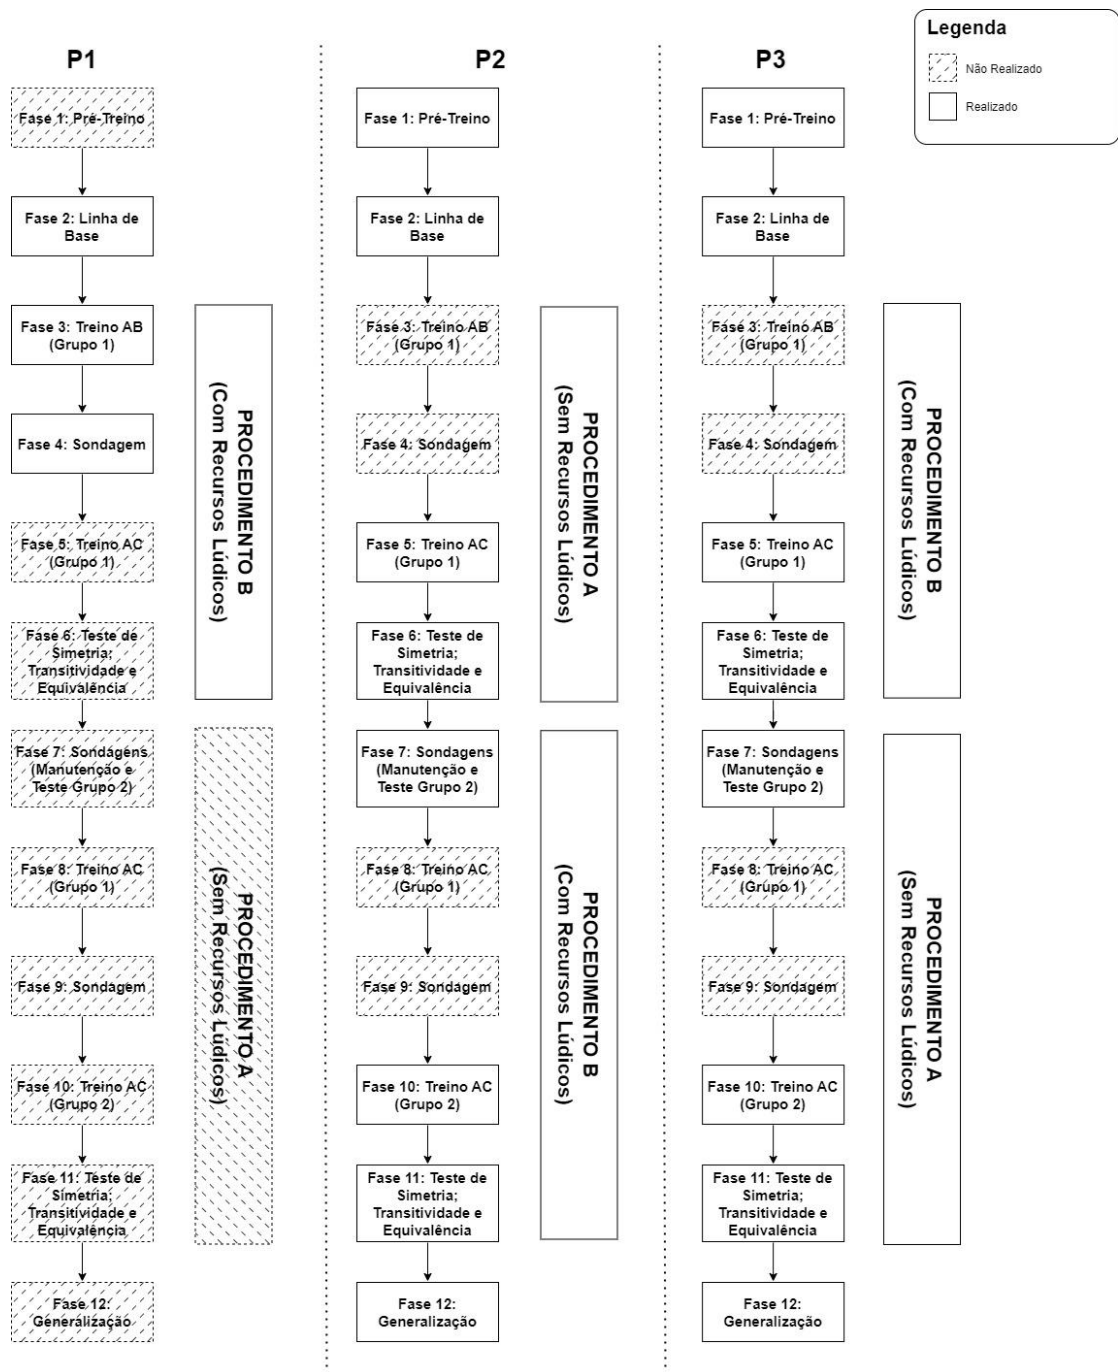 Legenda
Não Realizado
Realizado
P1
Fase 1: Pré-Treino
Fase 2: Linha de
Base
Fase 3: Treino AB
(Grupo 1)
Fase 4: Sondagem
Fase 5: Treino AC
(Grupo 1)
Fase 6: Teste de
Simetria;
Transitividade e
Equivalência
Fase 7: Sondagens
(Manutenção e
Teste Grupo 2)
Fase 8: Treino AC
(Grupo 1)
Fase 9: Sondagem
Fase 10: Treino AC
(Grupo 2)
Fase 11: Teste de
Simetria;
Transitividade e
Equivalência
Fase 12:
Generalização
PROCEDIMENTO B
(Com Recursos Lúdicos)
PROCEDIMENTO A
(Sem Recursos Lúdicos)
P2
Fase 1: Pré-Treino
Fase 2: Linha de
Base
Fase 3: Treino AB
(Grupo 1)
Fase 4: Sondagem
Fase 5: Treino AC
(Grupo 1)
Fase 6: Teste de
Simetria;
Transitividade e
Equivalência
Fase 7: Sondagens
(Manutenção e
Teste Grupo 2)
Fase 8: Treino AC
(Grupo 1)
Fase 9: Sondagem
Fase 10: Treino AC
(Grupo 2)
Fase 11: Teste de
Simetria;
Transitividade e
Equivalência
Fase 12:
Generalização
PROCEDIMENTO A
(Sem Recursos Lúdicos)
PROCEDIMENTO B
(Com Recursos Lúdicos)
P3
Fase 1: Pré-Treino
Fase 2: Linha de
Base
Fase 3: Treino AB
(Grupo 1)
Fase 4: Sondagem
Fase 5: Treino AC
(Grupo 1)
Fase 6: Teste de
Simetria;
Transitividade e
Equivalência
Fase 7: Sondagens
(Manutenção e
Teste Grupo 2)
Fase 8: Treino AC
(Grupo 1)
Fase 9: Sondagem
Fase 10: Treino AC
(Grupo 2)
Fase 11: Teste de
Simetria;
Transitividade e
Equivalência
Fase 12:
Generalização
PROCEDIMENTO B
(Com Recursos Lúdicos)
PROCEDIMENTO A
(Sem Recursos Lúdicos)